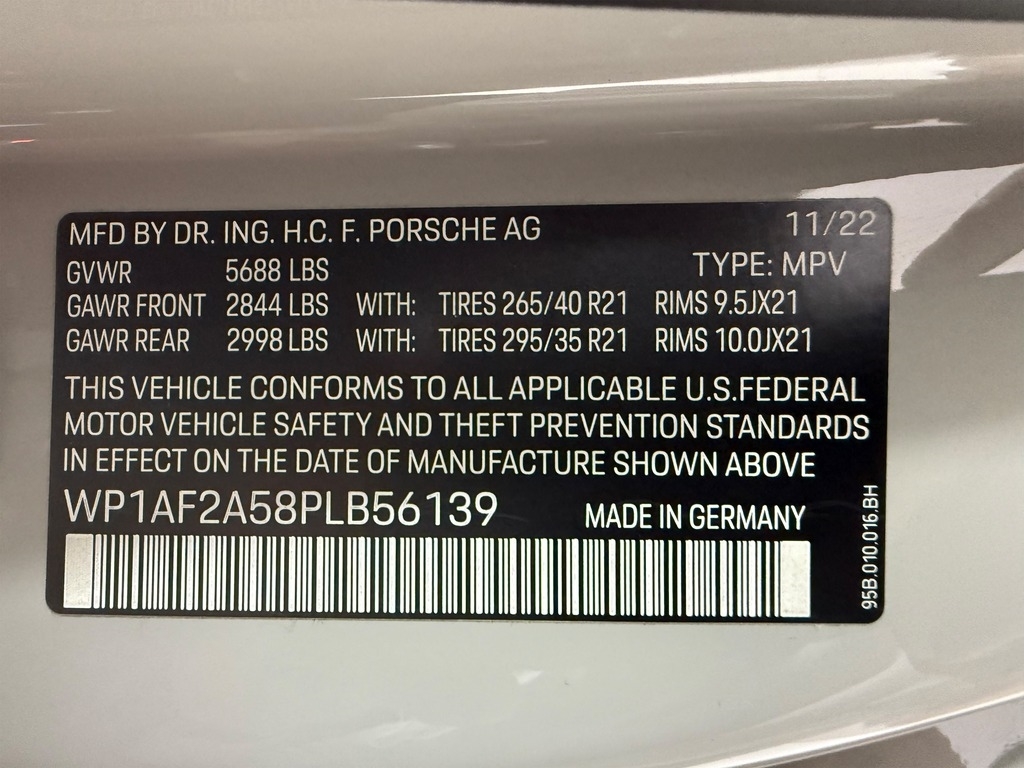 MFD BY DR. ING. H.C. F. PORSCHE AG 11/22
GVWR 5688 LBS TYPE: MPV
GAWR FRONT 2844 LBS WITH: TIRES 265/40 R21 RIMS 9.5JX21
GAWR REAR 2998 LBS WITH: TIRES 295/35 R21 RIMS 10.0JX21
THIS VEHICLE CONFORMS TO ALL APPLICABLE U.S.FEDERAL
MOTOR VEHICLE SAFETY AND THEFT PREVENTION STANDARDS
IN EFFECT ON THE DATE OF MANUFACTURE SHOWN ABOVE
WP1AF2A58PLB56139 MADE IN GERMANY
95B.010.016.BH